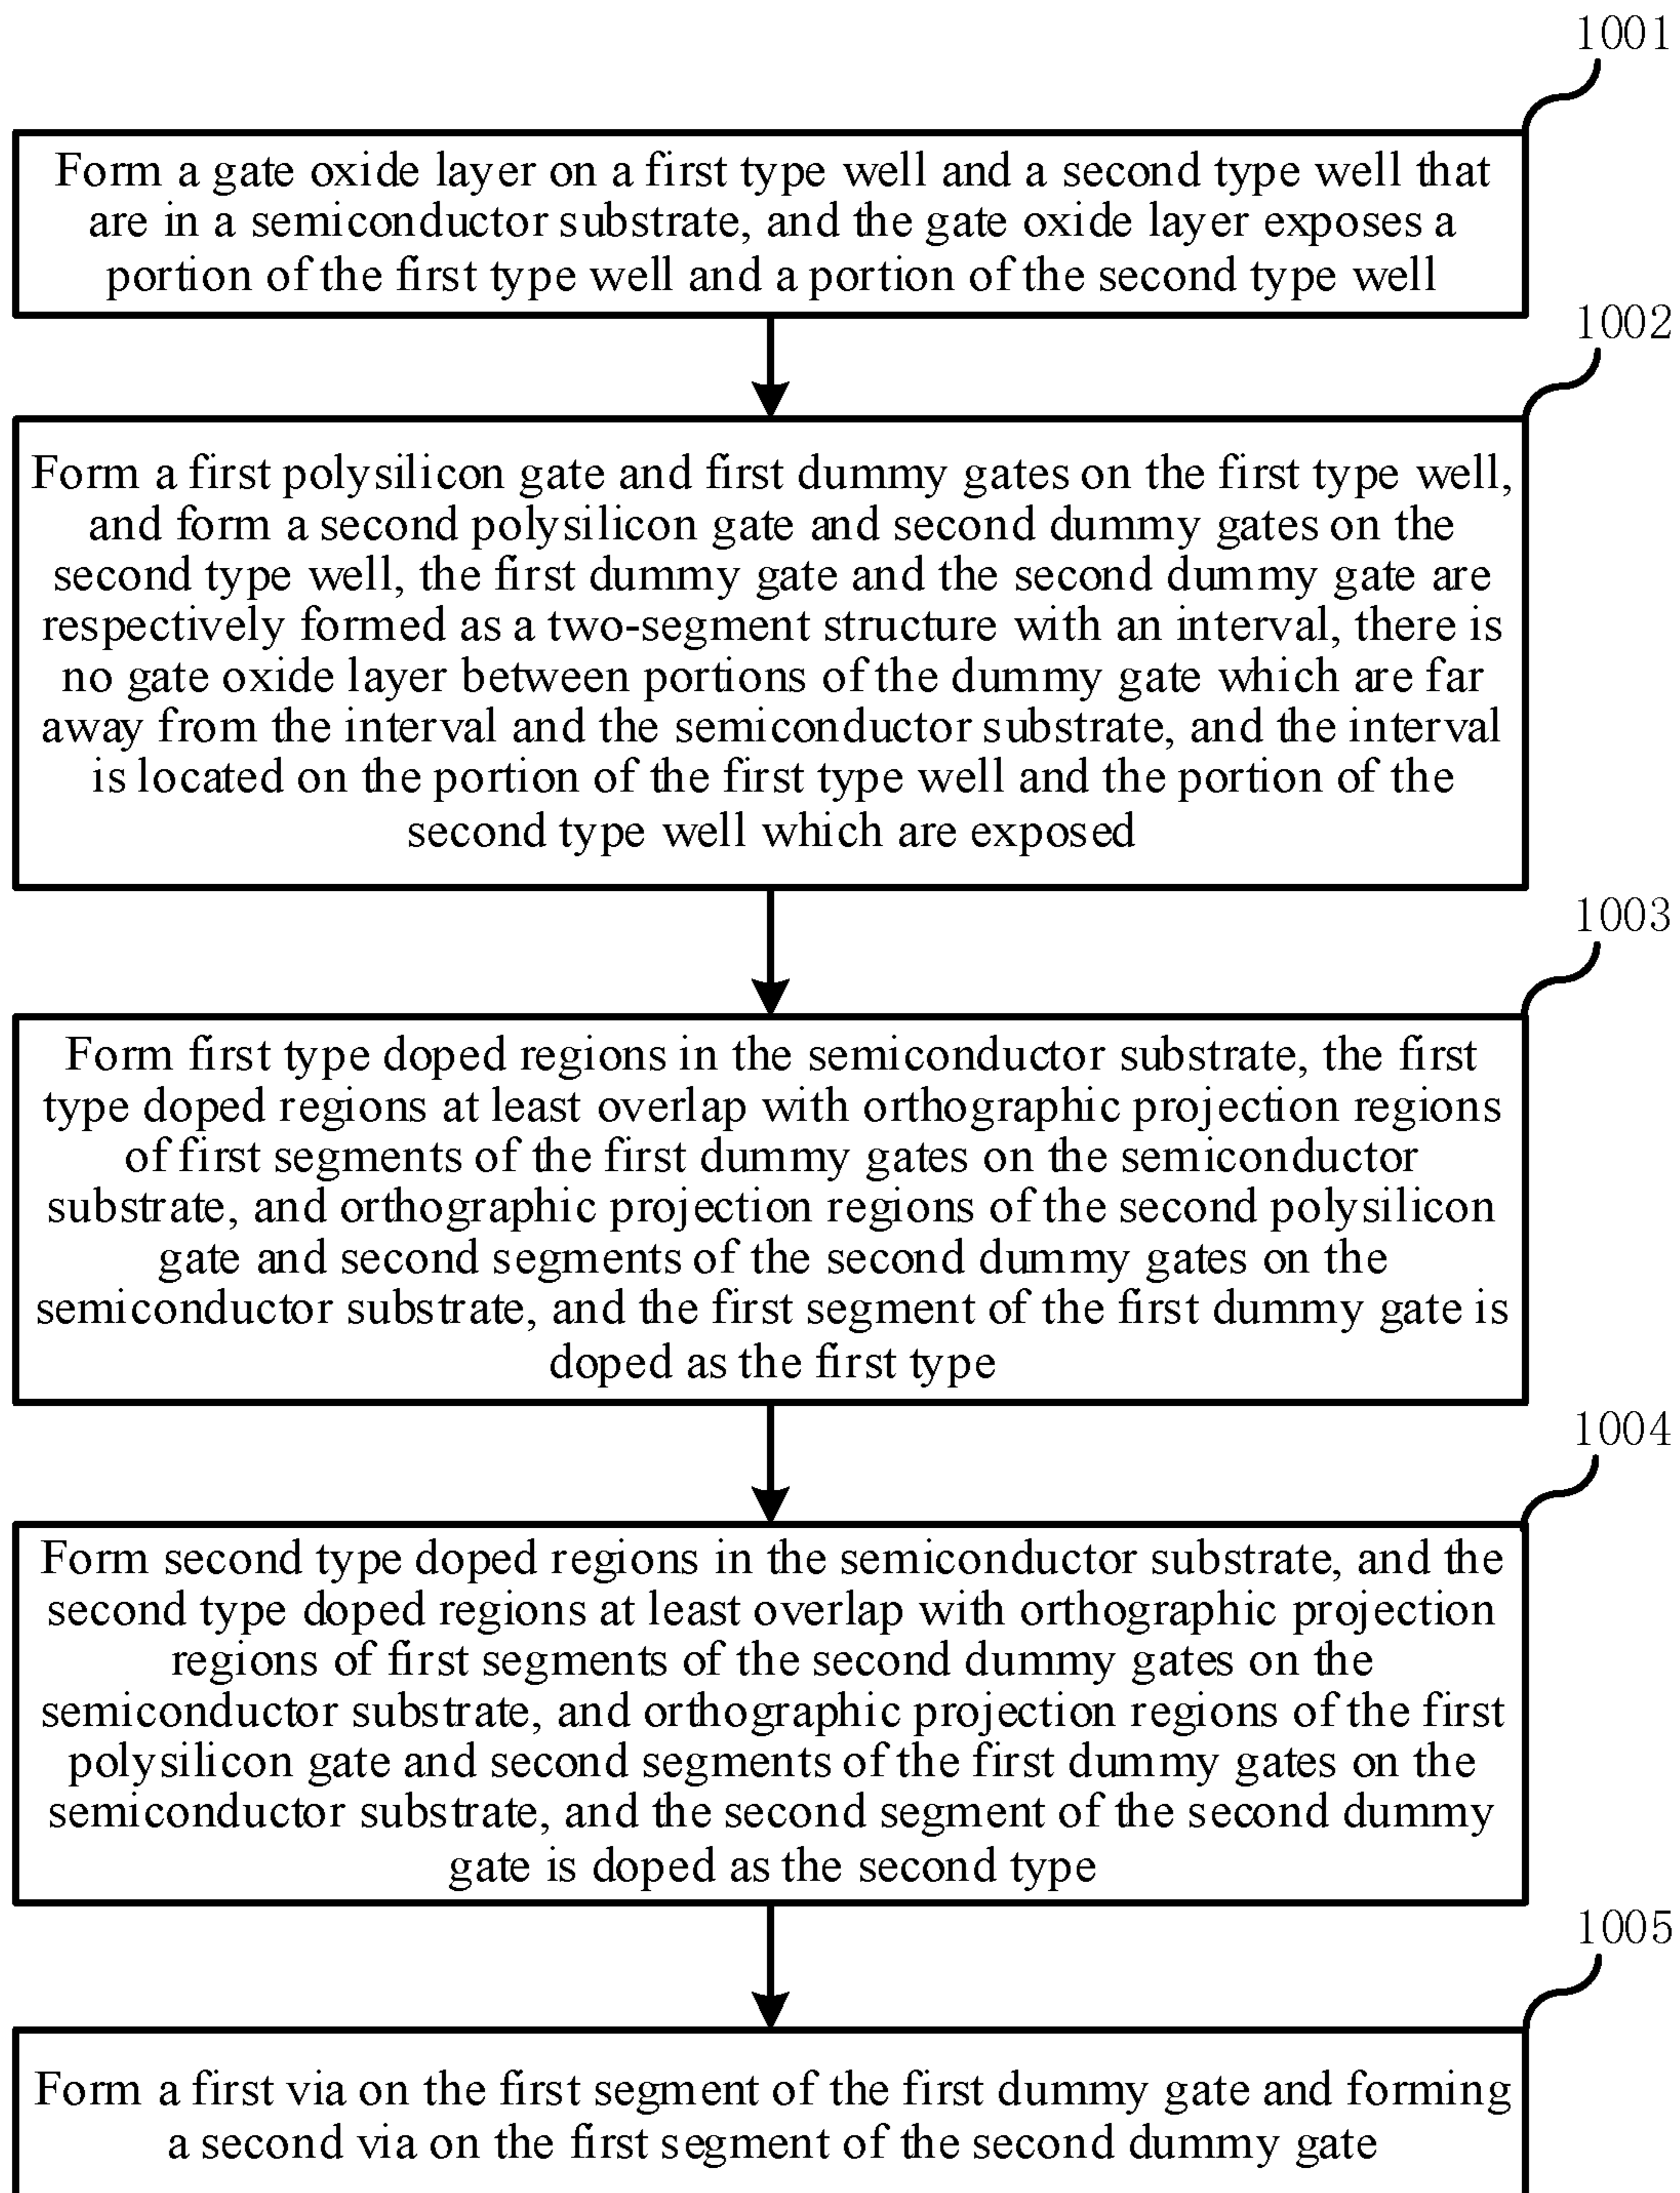 1001
Form a gate oxide layer on a first type well and a second type well that
are in a semiconductor substrate, and the gate oxide layer exposes a
portion of the first type well and a portion of the second type well
1002
Form a first polysilicon gate and first dummy gates on the first type well,
and form a second polysilicon gate and second dummy gates on the
second type well, the first dummy gate and the second dummy gate are
respectively formed as a two-segment structure with an interval, there is
no gate oxide layer between portions of the dummy gate which are far
away from the interval and the semiconductor substrate, and the interval
is located on the portion of the first type well and the portion of the
second type well which are exposed
1003
Form first type doped regions in the semiconductor substrate, the first
type doped regions at least overlap with orthographic projection regions
of first segments of the first dummy gates on the semiconductor
substrate, and orthographic projection regions of the second polysilicon
gate and second segments of the second dummy gates on the
semiconductor substrate, and the first segment of the first dummy gate is
doped as the first type
1004
Form second type doped regions in the semiconductor substrate, and the
second type doped regions at least overlap with orthographic projection
regions of first segments of the second dummy gates on the
semiconductor substrate, and orthographic projection regions of the first
polysilicon gate and second segments of the first dummy gates on the
semiconductor substrate, and the second segment of the second dummy
gate is doped as the second type
1005
Form a first via on the first segment of the first dummy gate and forming
a second via on the first segment of the second dummy gate